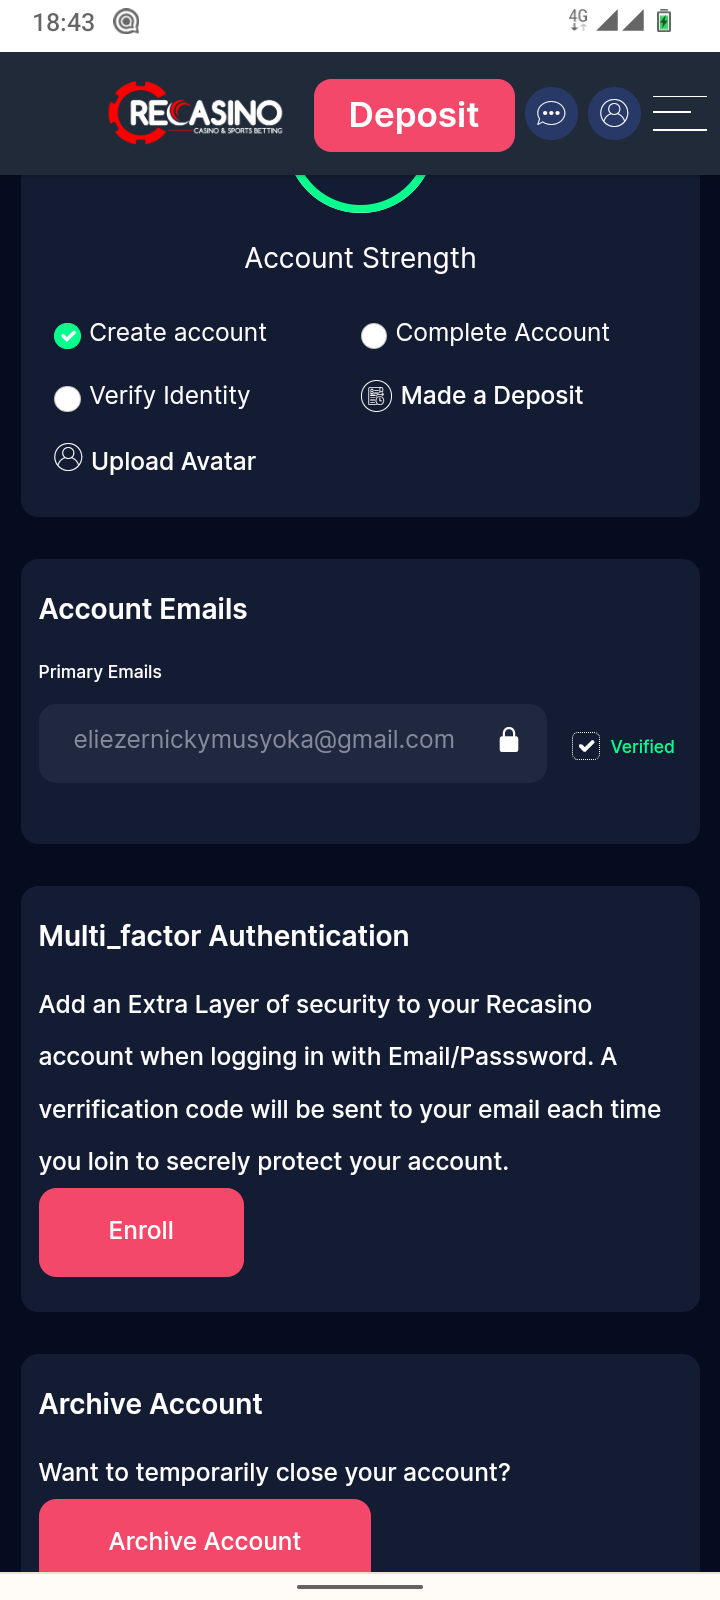 18:43
4G
RECASINO
CASINO & SPORTS BETTING
Deposit
Account Strength
Create account
Complete Account
Verify Identity
Made a Deposit
Upload Avatar
Account Emails
Primary Emails
eliezernickymusyoka@gmail.com
Verified
Multi_factor Authentication
Add an Extra Layer of security to your Recasino
account when logging in with Email/Passsword. A
verrification code will be sent to your email each time
you loin to secrely protect your account.
Enroll
Archive Account
Want to temporarily close your account?
Archive Account